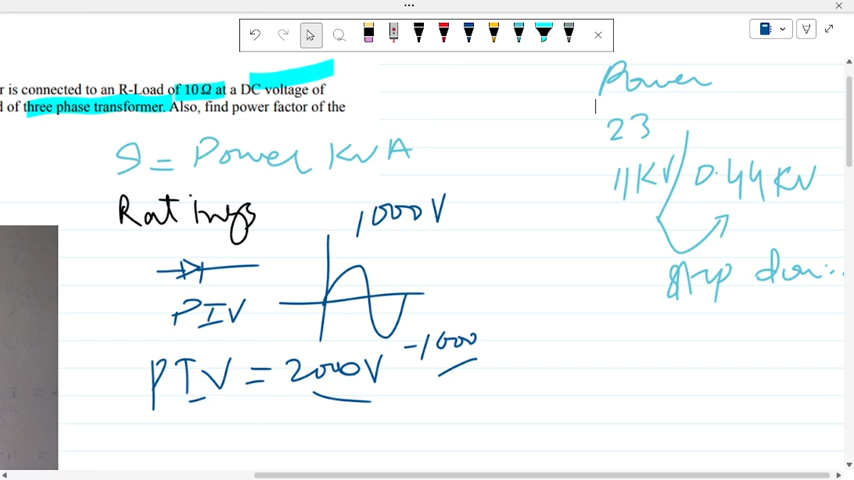 r is connected to an R-Load of 10 Ω at a DC voltage of
d of three phase transformer. Also, find power factor of the
S = Power KVA
Ratings
1000V
PIV
-1000
PIV = 2000V
Power
23
11KV/0.44KV
step